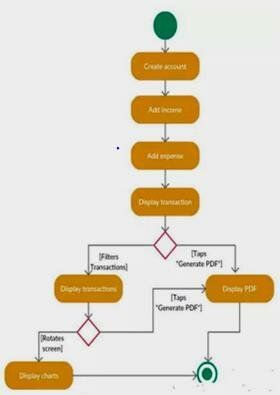 Create account
Add income
Add expense
Display transaction
[Filters
Transactions]
[Taps
"Generate PDF"]
Display transactions
Display PDF
[Taps
"Generate PDF"]
[Rotates
screen]
Display charts